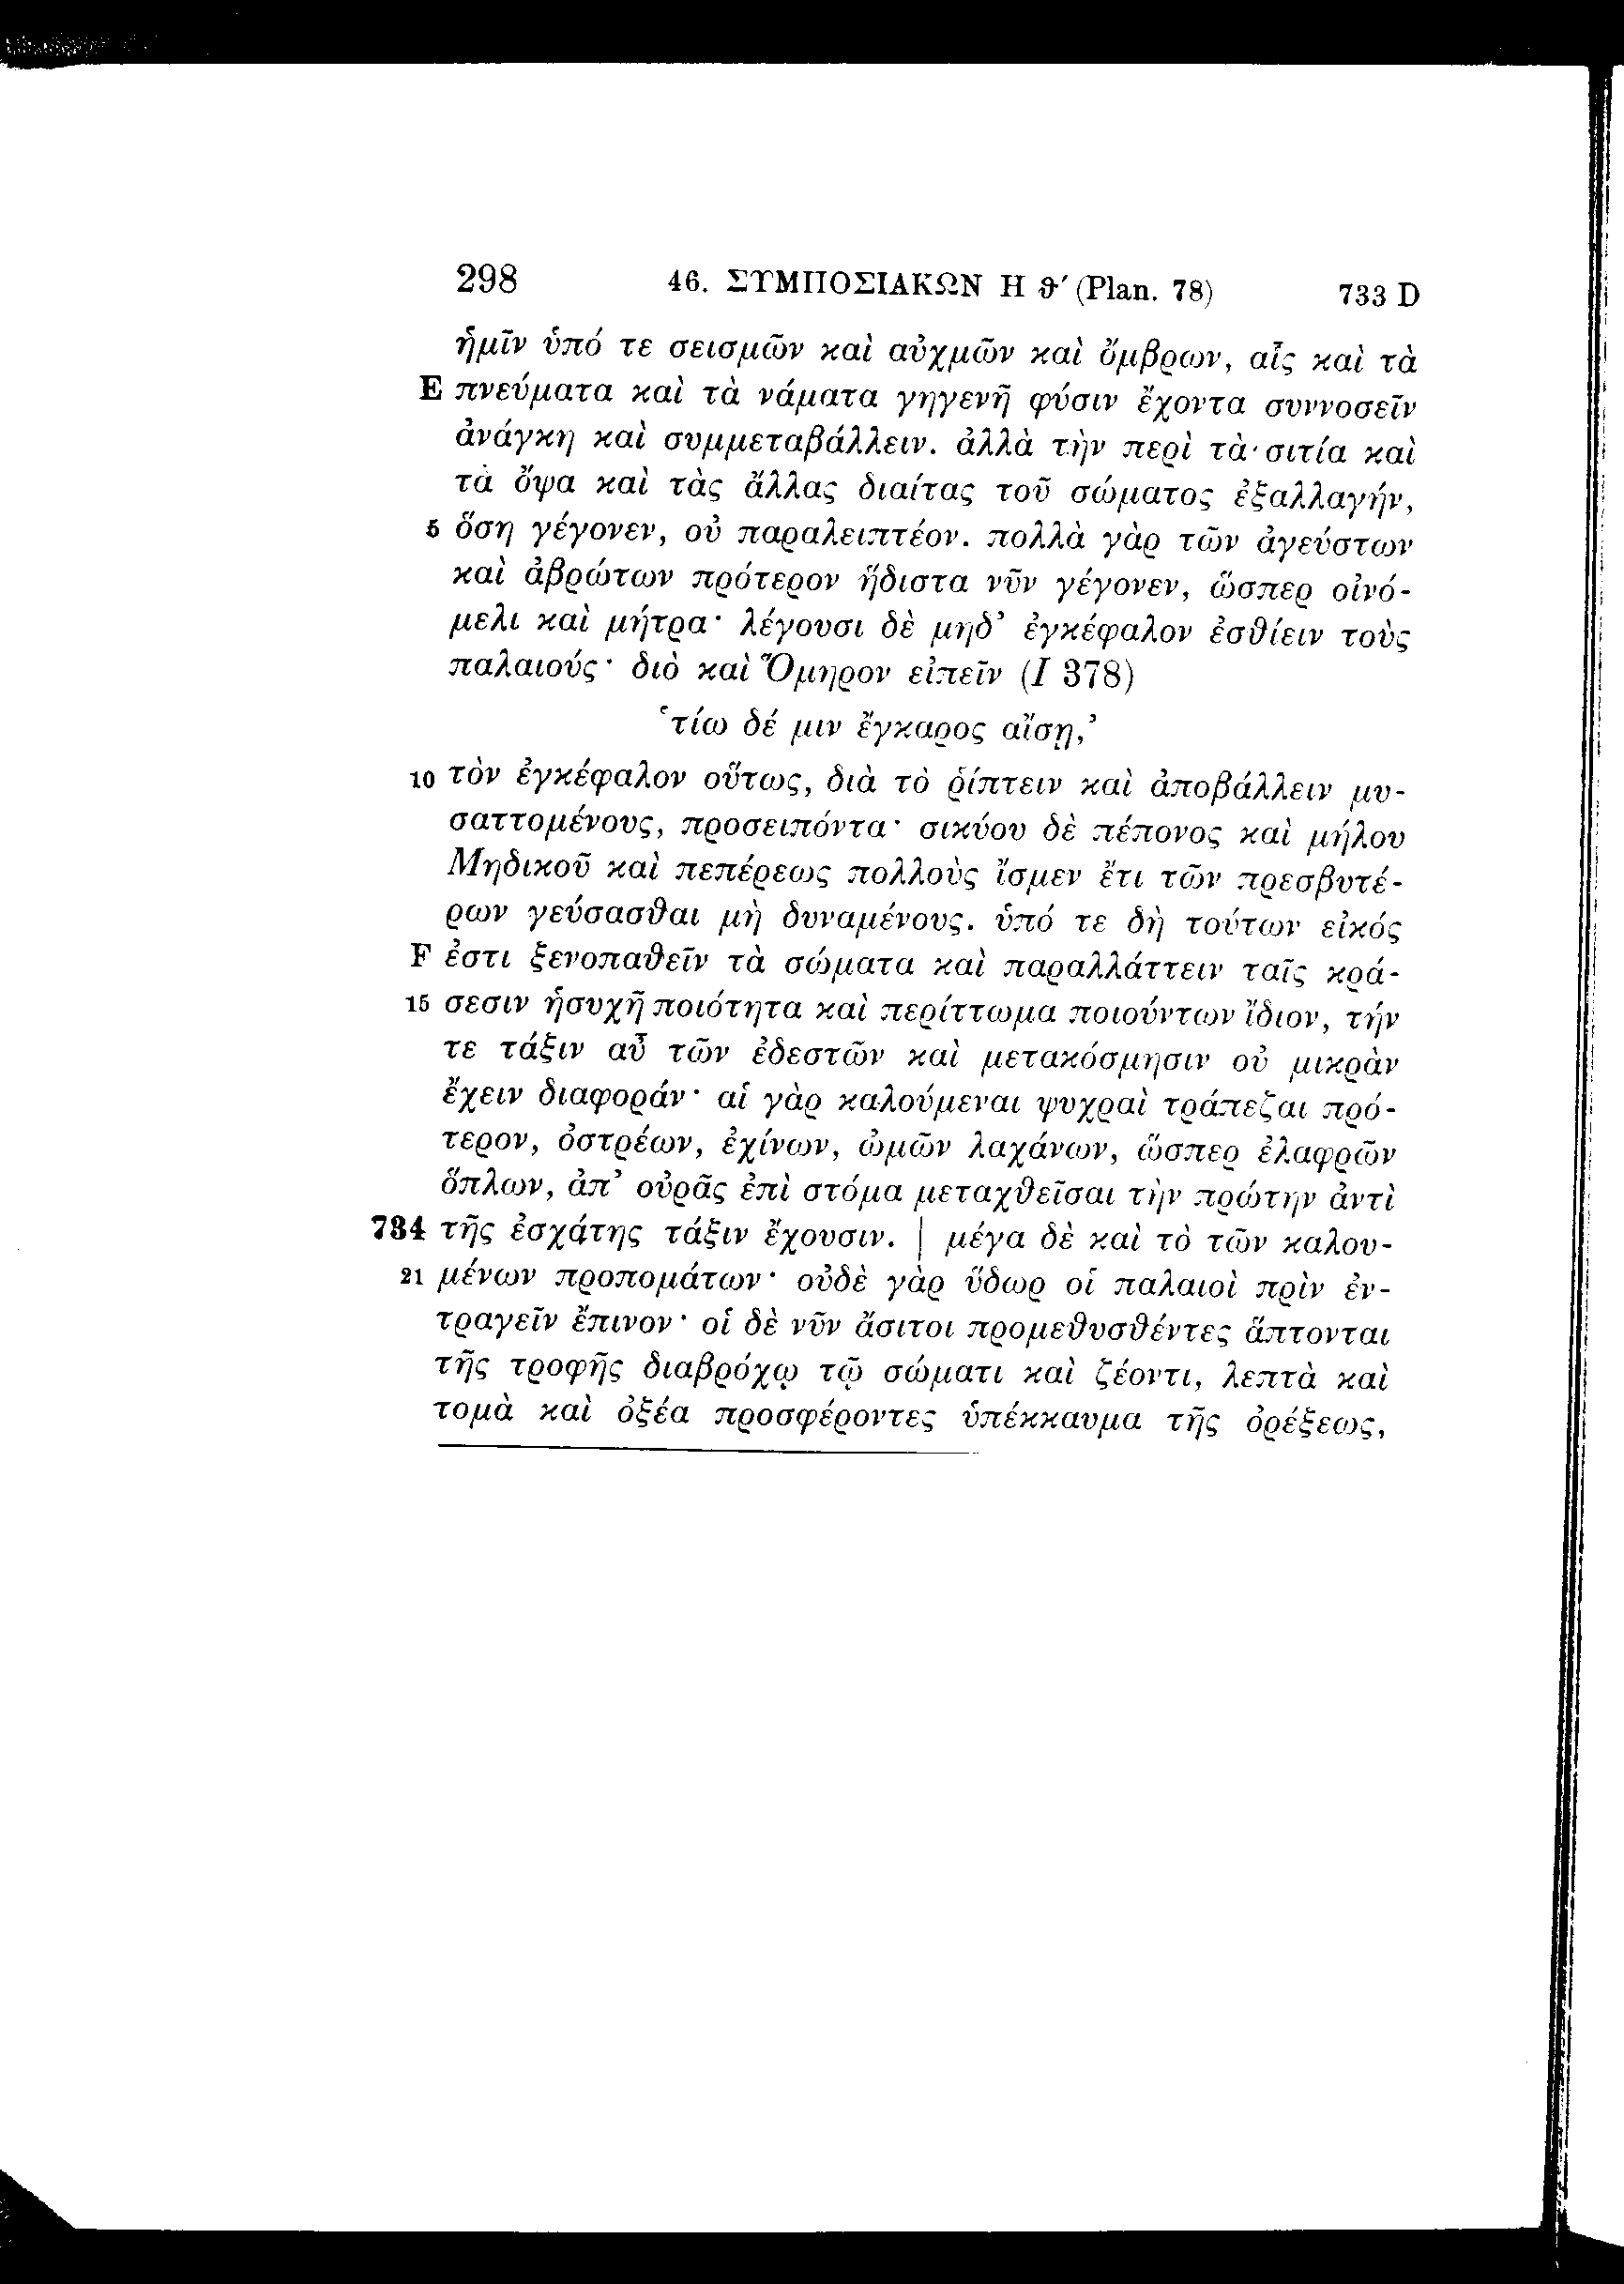 298 46. ΣΥΜΠΟΣΙΑΚΩΝ Η θ′ (Plan. 78) 733 D
ἡμῖν ὑπό τε σεισμῶν καὶ αὐχμῶν καὶ ὄμβρων, αἷς καὶ τὰ
E πνεύματα καὶ τὰ νάματα γηγενῆ φύσιν ἔχοντα συννοσεῖν
ἀνάγκη καὶ συμμεταβάλλειν. ἀλλὰ τὴν περὶ τὰ σιτία καὶ
τὰ ὄψα καὶ τὰς ἄλλας διαίτας τοῦ σώματος ἐξαλλαγήν,
5 ὅση γέγονεν, οὐ παραλειπτέον. πολλὰ γὰρ τῶν ἀγεύστων
καὶ ἀβρώτων πρότερον ἥδιστα νῦν γέγονεν, ὥσπερ οἰνό-
μελι καὶ μήτρα· λέγουσι δὲ μηδ’ ἐγκέφαλον ἐσθίειν τοὺς
παλαιούς· διὸ καὶ Ὅμηρον εἰπεῖν (I 378)
‘τίω δέ μιν ἔγκαρος αἴσῃ,’
10 τὸν ἐγκέφαλον οὕτως, διὰ τὸ ῥίπτειν καὶ ἀποβάλλειν μυ-
σαττομένους, προσειπόντα· σικύου δὲ πέπονος καὶ μήλου
Μηδικοῦ καὶ πεπέρεως πολλοὺς ἴσμεν ἔτι τῶν πρεσβυτέ-
ρων γεύσασθαι μὴ δυναμένους. ὑπό τε δὴ τούτων εἰκός
F ἐστι ξενοπαθεῖν τὰ σώματα καὶ παραλλάττειν ταῖς κρά-
15 σεσιν ἡσυχῆ ποιότητα καὶ περίττωμα ποιούντων ἴδιον, τήν
τε τάξιν αὖ τῶν ἐδεστῶν καὶ μετακόσμησιν οὐ μικρὰν
ἔχειν διαφοράν· αἱ γὰρ καλούμεναι ψυχραὶ τράπεζαι πρό-
τερον, ὀστρέων, ἐχίνων, ὠμῶν λαχάνων, ὥσπερ ἐλαφρῶν
ὅπλων, ἀπ’ οὐρᾶς ἐπὶ στόμα μεταχθεῖσαι τὴν πρώτην ἀντὶ
734 τῆς ἐσχάτης τάξιν ἔχουσιν. | μέγα δὲ καὶ τὸ τῶν καλου-
21 μένων προπομάτων· οὐδὲ γὰρ ὕδωρ οἱ παλαιοὶ πρὶν ἐν-
τραγεῖν ἔπινον· οἱ δὲ νῦν ἄσιτοι προμεθυσθέντες ἅπτονται
τῆς τροφῆς διαβρόχῳ τῷ σώματι καὶ ζέοντι, λεπτὰ καὶ
τομὰ καὶ ὀξέα προσφέροντες ὑπέκκαυμα τῆς ὀρέξεως,